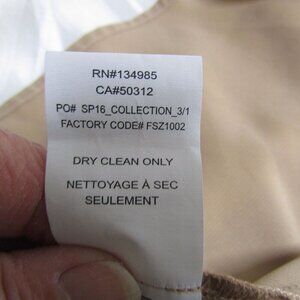 RN#134985
CA#50312
PO# SP16_COLLECTION_3/1
FACTORY CODE# FSZ1002
DRY CLEAN ONLY
NETTOYAGE À SEC
SEULEMENT